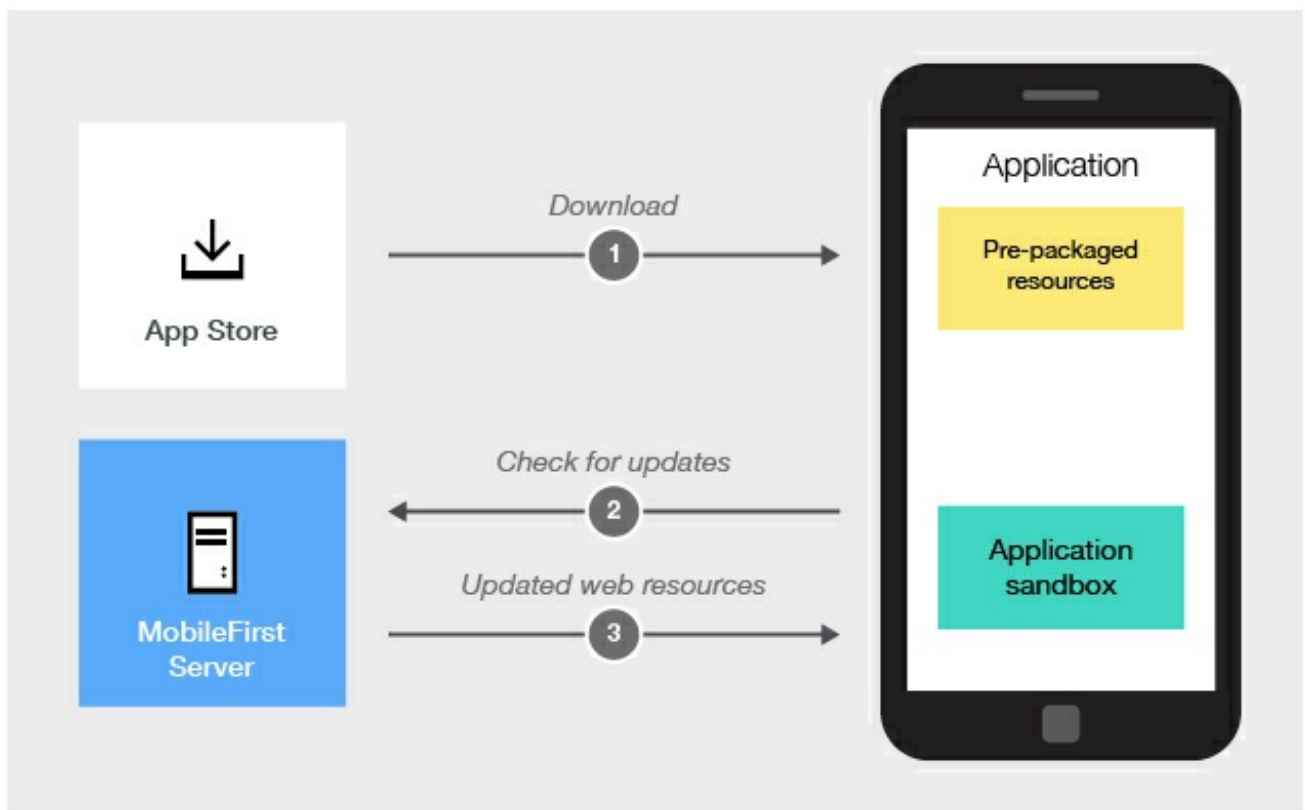 Application
Download
1
Pre-packaged
resources
App Store
Check for updates
2
Application
sandbox
Updated web resources
3
MobileFirst
Server